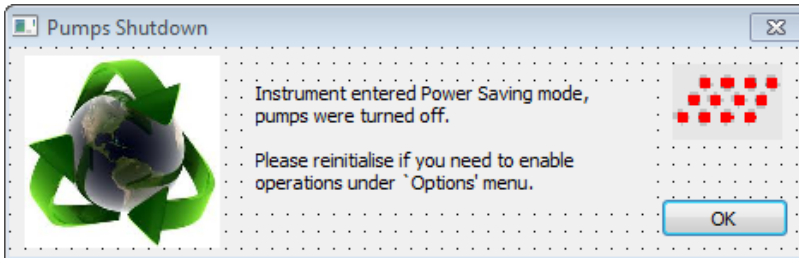 Pumps Shutdown
Instrument entered Power Saving mode,
pumps were turned off.
Please reinitialise if you need to enable
operations under `Options' menu.
OK